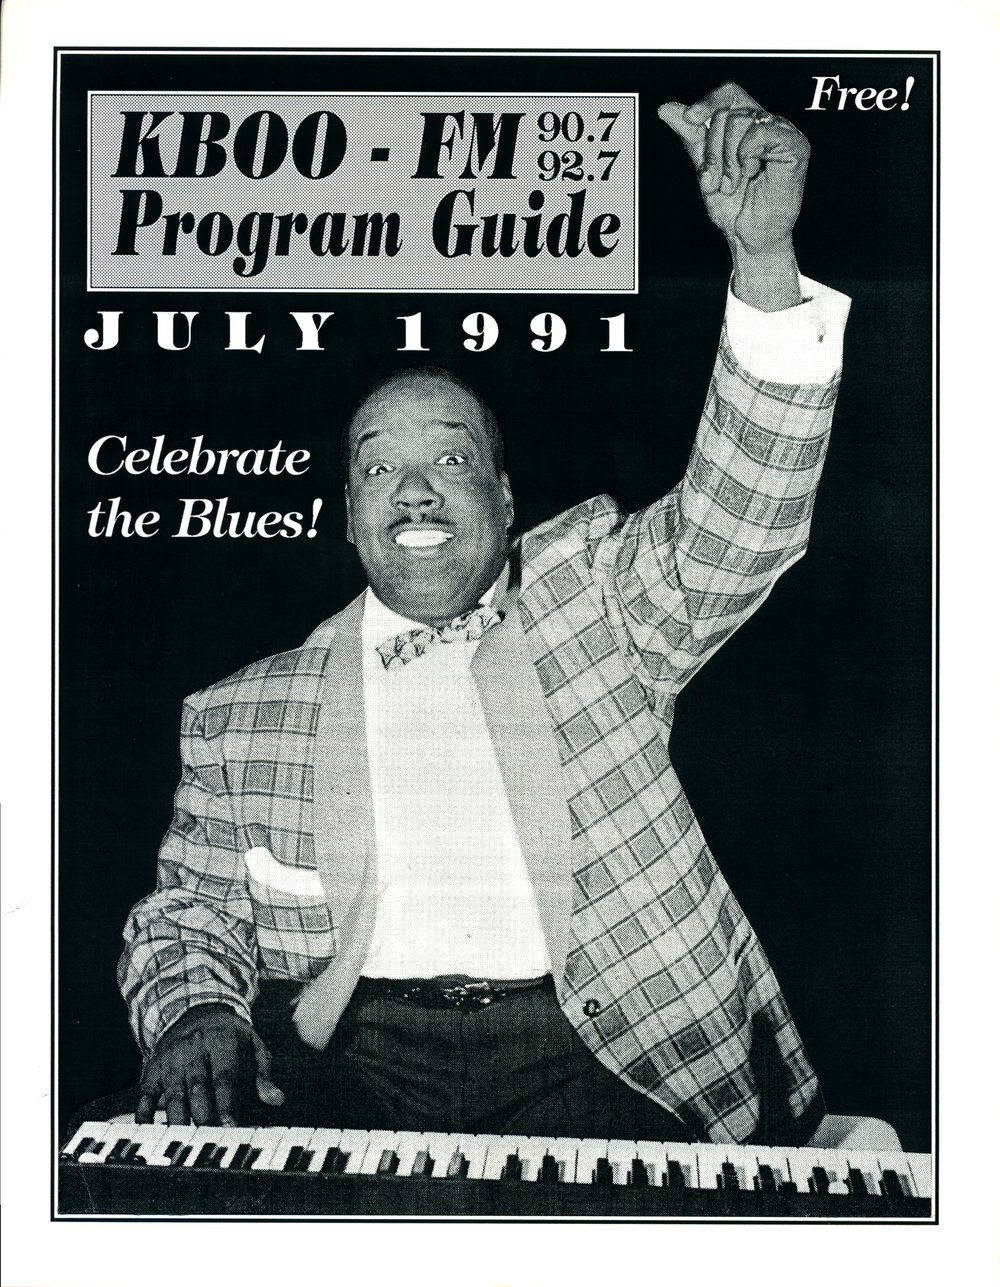 Free!
KBOO - FM 90.7
92.7
Program Guide
JULY 1991
Celebrate
the Blues!